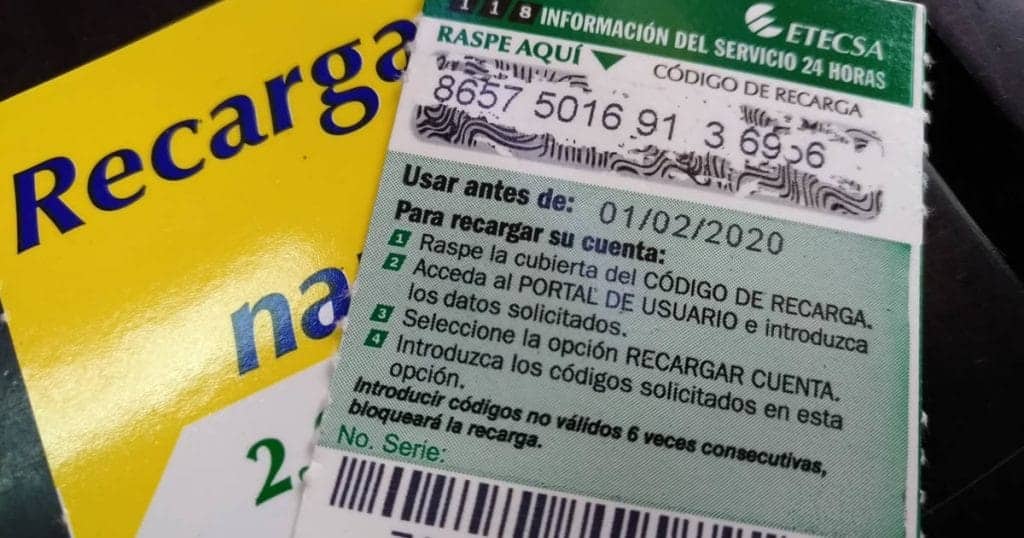 Recarga
na
2.
118 INFORMACIÓN DEL SERVICIO 24 HORAS
ETECSA
RASPE AQUÍ
CÓDIGO DE RECARGA
8657 5016 91 3 6956
Usar antes de: 01/02/2020
Para recargar su cuenta:
1 Raspe la cubierta del CÓDIGO DE RECARGA.
2 Acceda al PORTAL DE USUARIO e introduzca
los datos solicitados.
3 Seleccione la opción RECARGAR CUENTA.
4 Introduzca los códigos solicitados en esta
opción.
Introducir códigos no válidos 6 veces consecutivas,
bloqueará la recarga.
No. Serie: